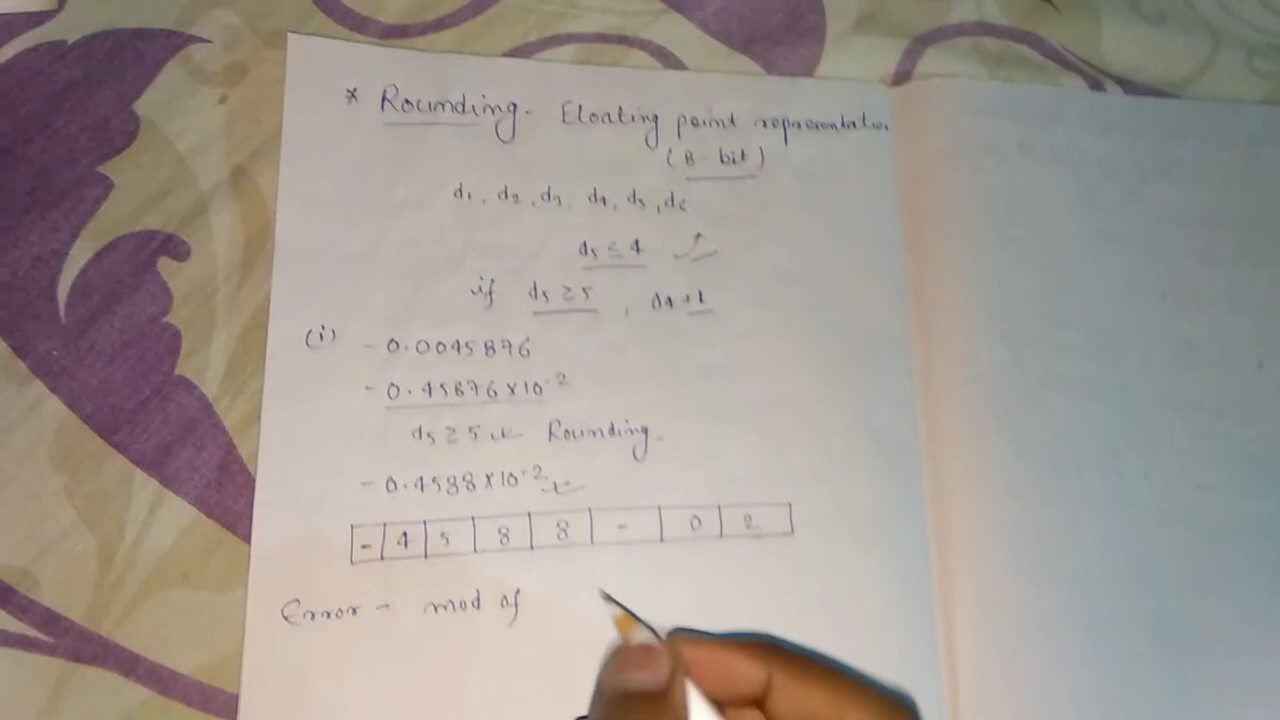 * Rounding - Floating point representation
(8 bit)
d1, d2, d3, d4, d5, d6
d5 ≤ 4
if d5 ≥ 5, d4 +1
(i) - 0.0045876
- 0.45876 x 10^-2
d5 ≥ 5 Rounding -
- 0.4588 x 10^-2
- 4 5 8 8 - 0 2
Error - mod of